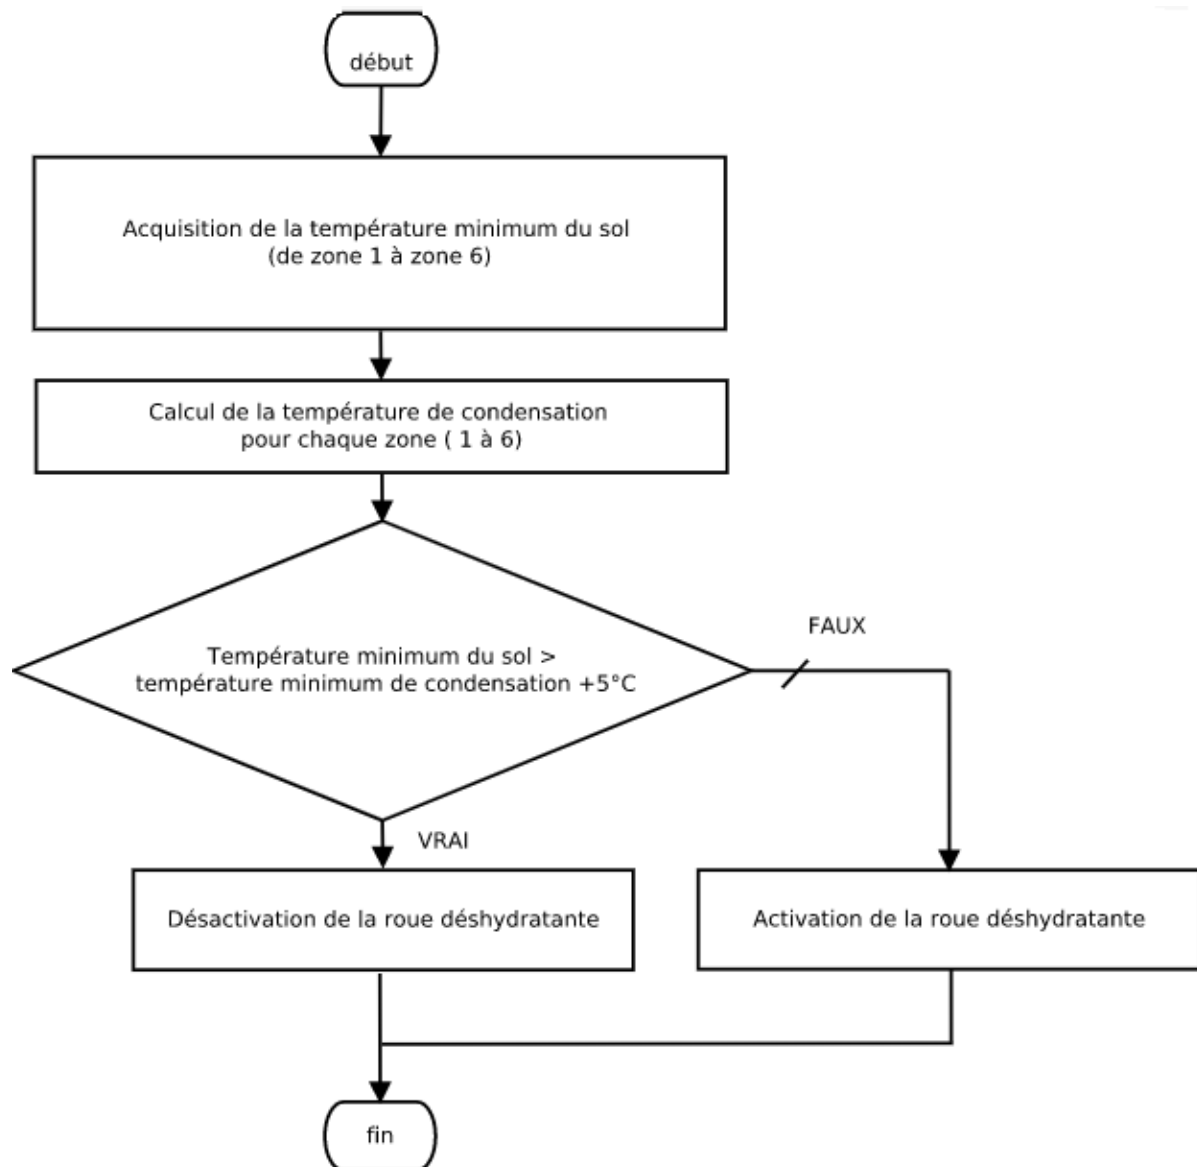 début
Acquisition de la température minimum du sol
(de zone 1 à zone 6)
Calcul de la température de condensation
pour chaque zone ( 1 à 6)
Température minimum du sol >
température minimum de condensation +5°C
FAUX
VRAI
Désactivation de la roue déshydratante
Activation de la roue déshydratante
fin